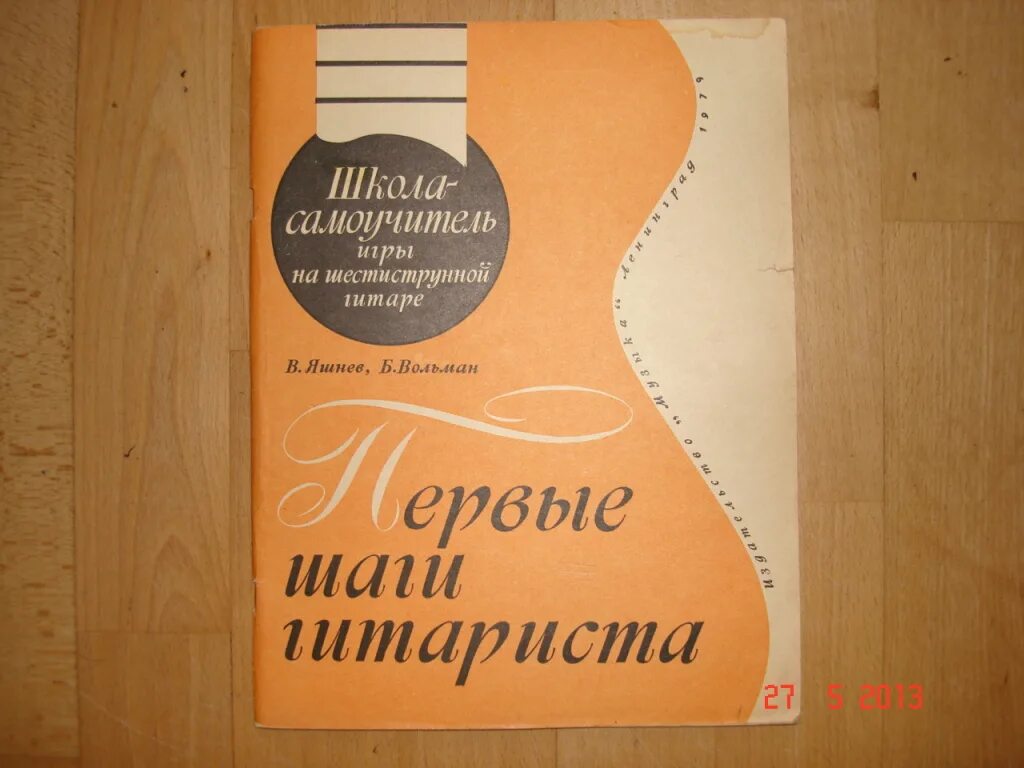 Школа-
самоучитель
игры
на шестиструнной
гитаре
В. Яшнев, Б. Вольман
Первые
шаги
гитариста
Издательство „Музыка“ Ленинград 1979
27 5 2013